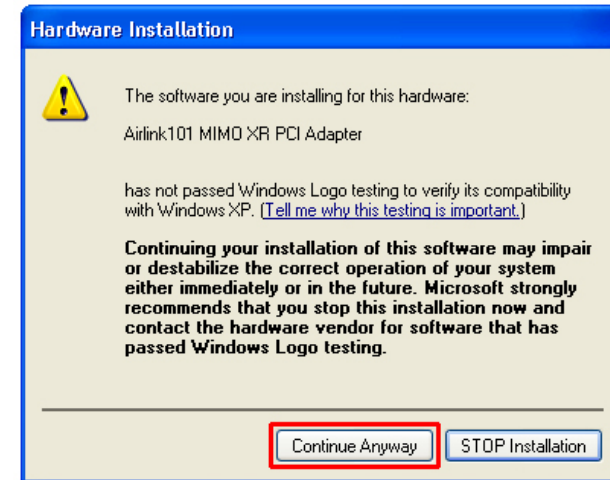 Hardware Installation
The software you are installing for this hardware:
Airlink101 MIMO XR PCI Adapter
has not passed Windows Logo testing to verify its compatibility
with Windows XP. (Tell me why this testing is important.)
Continuing your installation of this software may impair
or destabilize the correct operation of your system
either immediately or in the future. Microsoft strongly
recommends that you stop this installation now and
contact the hardware vendor for software that has
passed Windows Logo testing.
Continue Anyway
STOP Installation